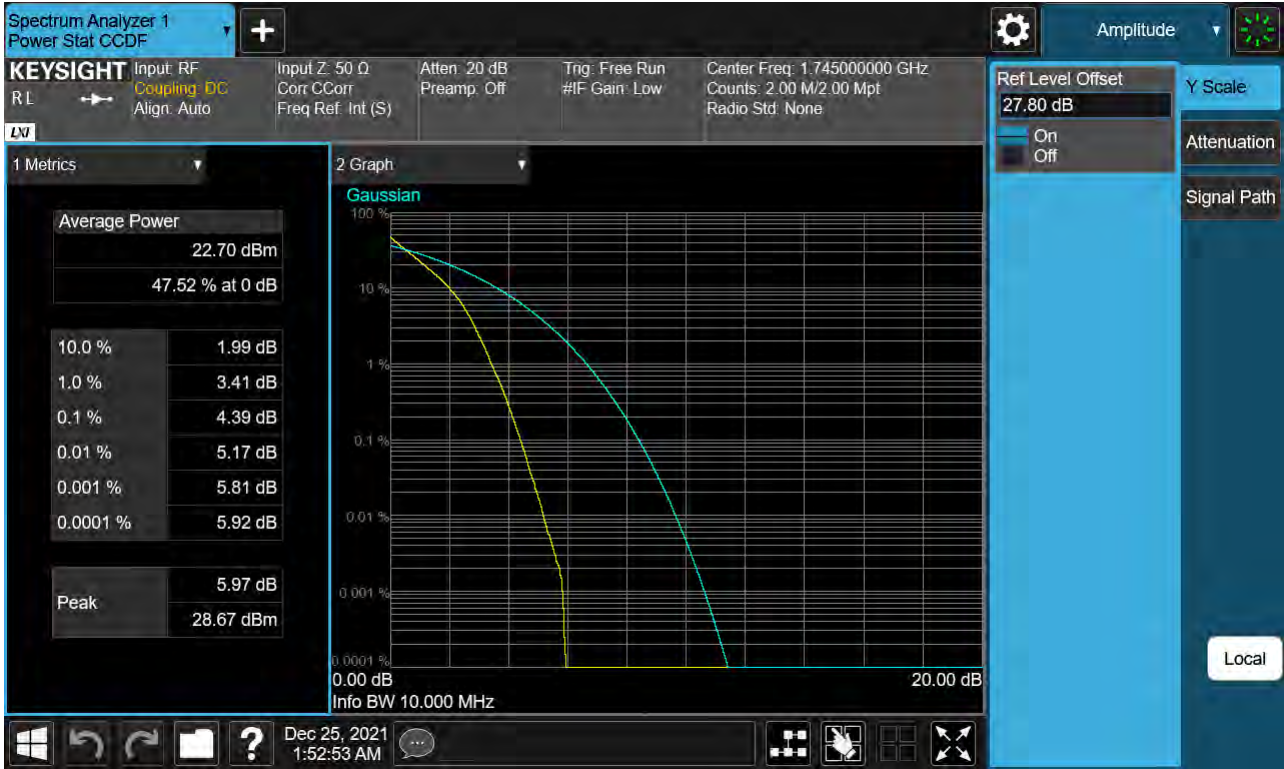 Spectrum Analyzer 1
Power Stat CCDF
Amplitude
KEYSIGHT
RL
LXI
Input: RF
Coupling: DC
Align: Auto
Input Z: 50 Ω
Corr CCorr
Freq Ref: Int (S)
Atten: 20 dB
Preamp: Off
Trig: Free Run
#IF Gain: Low
Center Freq: 1.745000000 GHz
Counts: 2.00 M/2.00 Mpt
Radio Std: None
Ref Level Offset
27.80 dB
On
Off
Y Scale
Attenuation
Signal Path
Local
1 Metrics
Average Power
22.70 dBm
47.52 % at 0 dB
10.0 % 1.99 dB
1.0 % 3.41 dB
0.1 % 4.39 dB
0.01 % 5.17 dB
0.001 % 5.81 dB
0.0001 % 5.92 dB
Peak
5.97 dB
28.67 dBm
2 Graph
Gaussian
100 %
10 %
1 %
0.1 %
0.01 %
0.001 %
0.0001 %
0.00 dB 20.00 dB
Info BW 10.000 MHz
?
Dec 25, 2021
1:52:53 AM